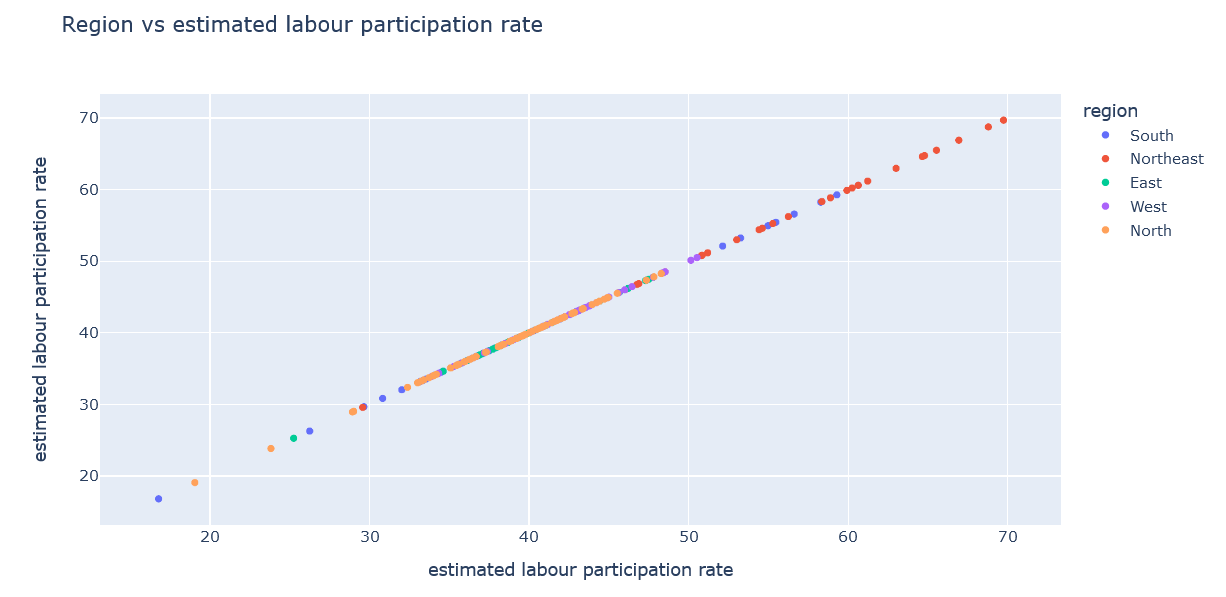 Region vs estimated labour participation rate
estimated labour participation rate
70
60
50
40
30
20
20 30 40 50 60 70
estimated labour participation rate
region
South
Northeast
East
West
North